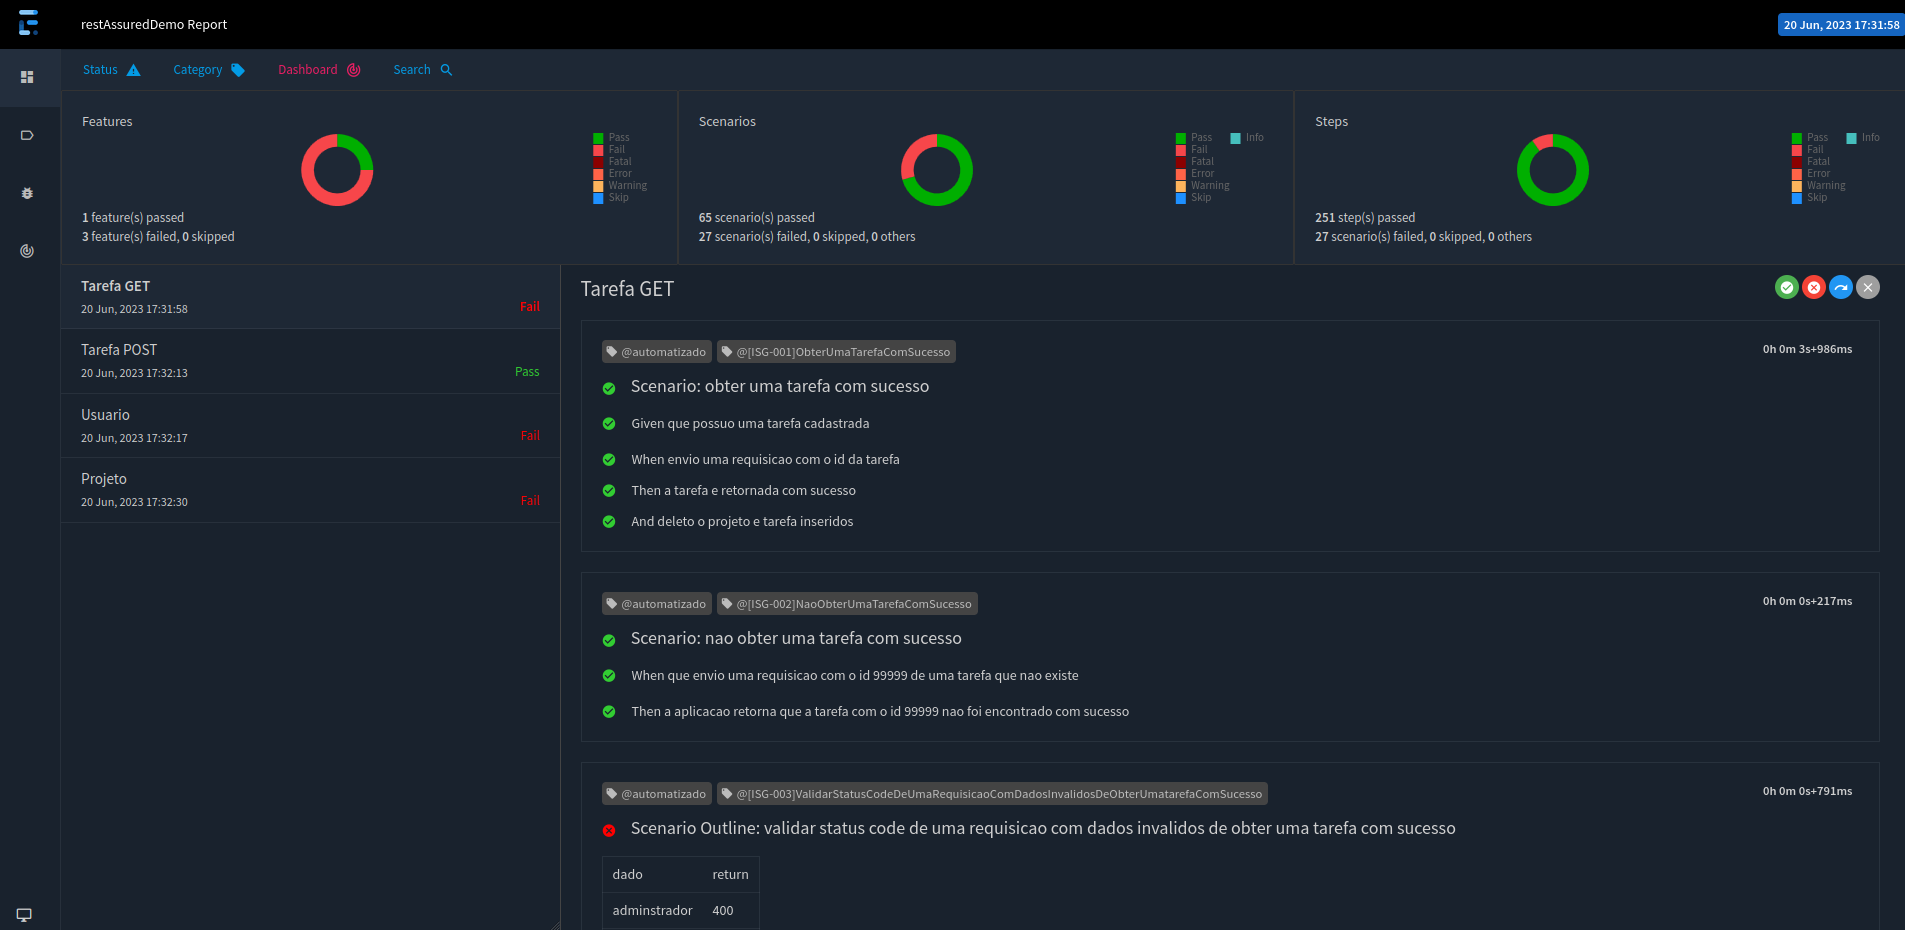 restAssuredDemo Report
20 Jun, 2023 17:31:58
Status
Category
Dashboard
Search
Features
Pass
Fail
Fatal
Error
Warning
Skip
1 feature(s) passed
3 feature(s) failed, 0 skipped
Scenarios
Pass
Info
Fail
Fatal
Error
Warning
Skip
65 scenario(s) passed
27 scenario(s) failed, 0 skipped, 0 others
Steps
Pass
Info
Fail
Fatal
Error
Warning
Skip
251 step(s) passed
27 scenario(s) failed, 0 skipped, 0 others
Tarefa GET
20 Jun, 2023 17:31:58
Fail
Tarefa POST
20 Jun, 2023 17:32:13
Pass
Usuario
20 Jun, 2023 17:32:17
Fail
Projeto
20 Jun, 2023 17:32:30
Fail
Tarefa GET
@automatizado
@[ISG-001]ObterUmaTarefaComSucesso
0h 0m 3s+986ms
Scenario: obter uma tarefa com sucesso
Given que possuo uma tarefa cadastrada
When envio uma requisicao com o id da tarefa
Then a tarefa e retornada com sucesso
And deleto o projeto e tarefa inseridos
@automatizado
@[ISG-002]NaoObterUmaTarefaComSucesso
0h 0m 0s+217ms
Scenario: nao obter uma tarefa com sucesso
When que envio uma requisicao com o id 99999 de uma tarefa que nao existe
Then a aplicacao retorna que a tarefa com o id 99999 nao foi encontrado com sucesso
@automatizado
@[ISG-003]ValidarStatusCodeDeUmaRequisicaoComDadosInvalidosDeObterUmatarefaComSucesso
0h 0m 0s+791ms
Scenario Outline: validar status code de uma requisicao com dados invalidos de obter uma tarefa com sucesso
dado return
adminstrador 400